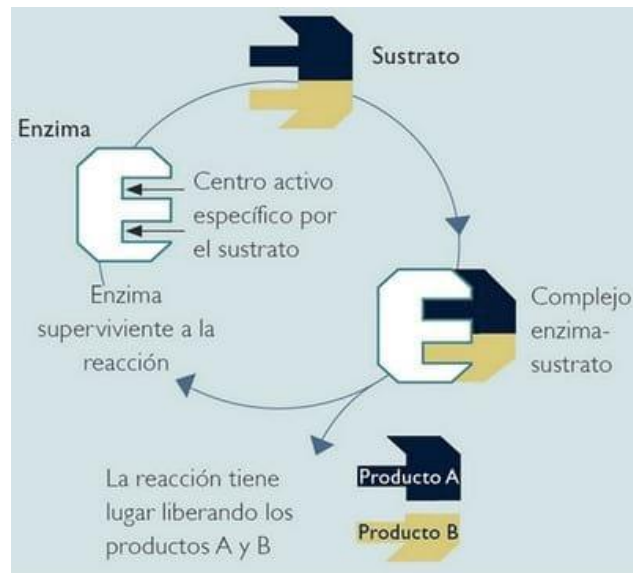 Sustrato
Enzima
Centro activo
específico por
el sustrato
Enzima
superviviente a la
reacción
Complejo
enzima-
sustrato
La reacción tiene
lugar liberando los
productos A y B
Producto A
Producto B